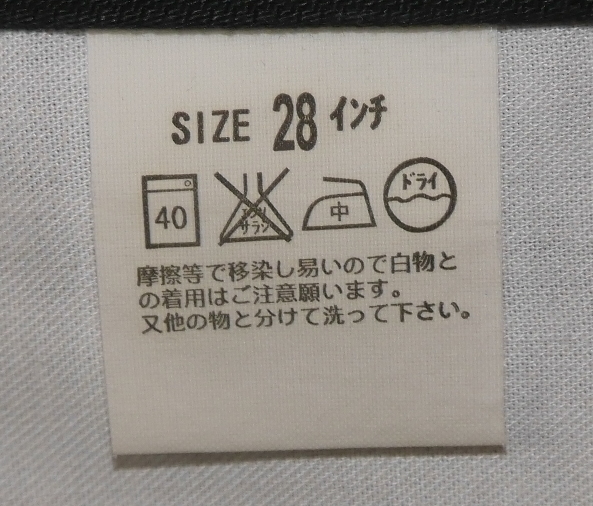 SIZE 28 インチ
40 エンソ サラシ 中 ドライ
摩擦等で移染し易いので白物と
の着用はご注意願います。
又他の物と分けて洗って下さい。